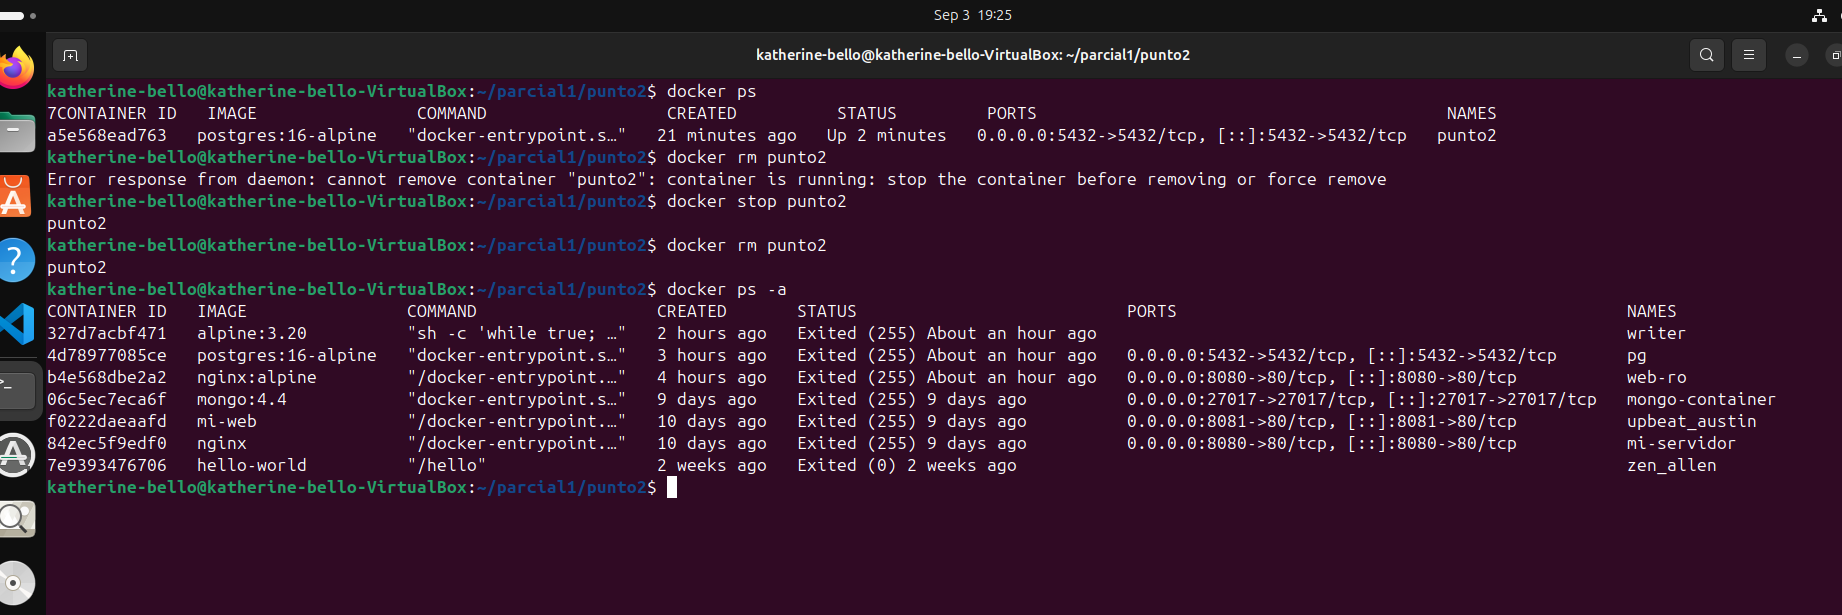 Sep 3 19:25
katherine-bello@katherine-bello-VirtualBox: ~/parcial1/punto2
katherine-bello@katherine-bello-VirtualBox:~/parcial1/punto2$ docker ps
7CONTAINER ID   IMAGE                COMMAND                  CREATED          STATUS         PORTS                                         NAMES
a5e568ead763   postgres:16-alpine   "docker-entrypoint.s…"   21 minutes ago   Up 2 minutes   0.0.0.0:5432->5432/tcp, [::]:5432->5432/tcp   punto2
katherine-bello@katherine-bello-VirtualBox:~/parcial1/punto2$ docker rm punto2
Error response from daemon: cannot remove container "punto2": container is running: stop the container before removing or force remove
katherine-bello@katherine-bello-VirtualBox:~/parcial1/punto2$ docker stop punto2
punto2
katherine-bello@katherine-bello-VirtualBox:~/parcial1/punto2$ docker rm punto2
punto2
katherine-bello@katherine-bello-VirtualBox:~/parcial1/punto2$ docker ps -a
CONTAINER ID   IMAGE                COMMAND                  CREATED       STATUS                           PORTS                                             NAMES
327d7acbf471   alpine:3.20          "sh -c 'while true; …"   2 hours ago   Exited (255) About an hour ago                                                     writer
4d78977085ce   postgres:16-alpine   "docker-entrypoint.s…"   3 hours ago   Exited (255) About an hour ago   0.0.0.0:5432->5432/tcp, [::]:5432->5432/tcp       pg
b4e568dbe2a2   nginx:alpine         "/docker-entrypoint.…"   4 hours ago   Exited (255) About an hour ago   0.0.0.0:8080->80/tcp, [::]:8080->80/tcp           web-ro
06c5ec7eca6f   mongo:4.4            "docker-entrypoint.s…"   9 days ago    Exited (255) 9 days ago          0.0.0.0:27017->27017/tcp, [::]:27017->27017/tcp   mongo-container
f0222daeaafd   mi-web               "/docker-entrypoint.…"   10 days ago   Exited (255) 9 days ago          0.0.0.0:8081->80/tcp, [::]:8081->80/tcp           upbeat_austin
842ec5f9edf0   nginx                "/docker-entrypoint.…"   10 days ago   Exited (255) 9 days ago          0.0.0.0:8080->80/tcp, [::]:8080->80/tcp           mi-servidor
7e9393476706   hello-world          "/hello"                 2 weeks ago   Exited (0) 2 weeks ago                                                             zen_allen
katherine-bello@katherine-bello-VirtualBox:~/parcial1/punto2$